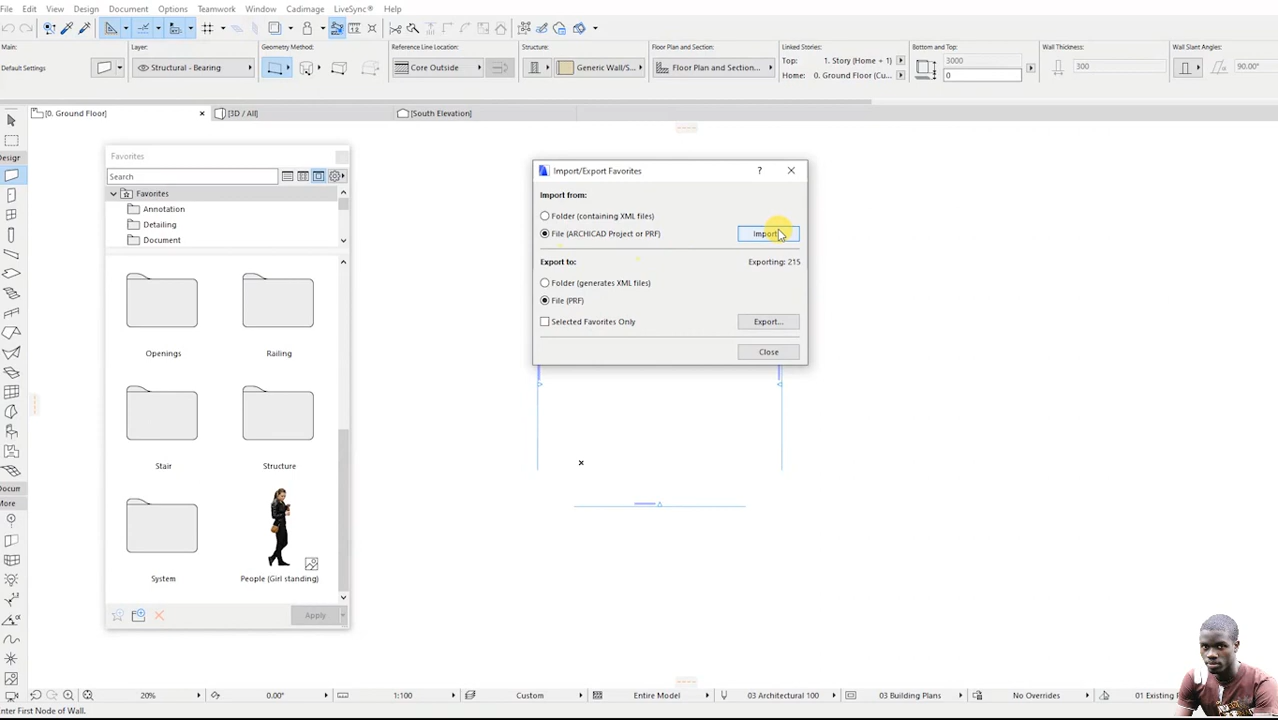 File Edit View Design Document Options Teamwork Window Cadimage LiveSync® Help
Main: Layer: Geometry Method: Reference Line Location: Structure: Floor Plan and Section: Linked Stories: Bottom and Top: Wall Thickness: Wall Slant Angles:
Default Settings Structural - Bearing Core Outside Generic Wall/S... Floor Plan and Section... Top: 1. Story (Home + 1) 3000 300 90.00°
Home: 0. Ground Floor (Cu... 0
[0. Ground Floor] [3D / All] [South Elevation]
Design
Docum
More
Favorites
Search
Favorites
Annotation
Detailing
Document
Openings Railing
Stair Structure
System People (Girl standing)
Apply
Import/Export Favorites ?
Import from:
Folder (containing XML files)
File (ARCHICAD Project or PRF) Import
Export to: Exporting: 215
Folder (generates XML files)
File (PRF)
Selected Favorites Only Export...
Close
20% 0.00° 1:100 Custom Entire Model 03 Architectural 100 03 Building Plans No Overrides 01 Existing
Enter First Node of Wall.